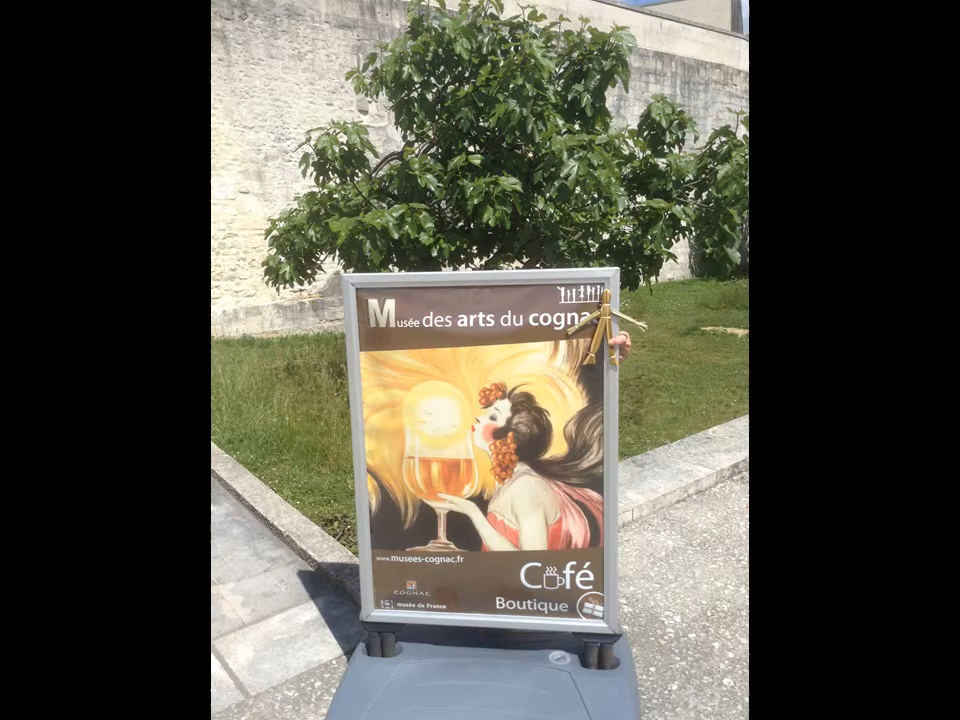 Musée des arts du cogna
www.musees-cognac.fr
Café
COGNAC
musée de France
Boutique